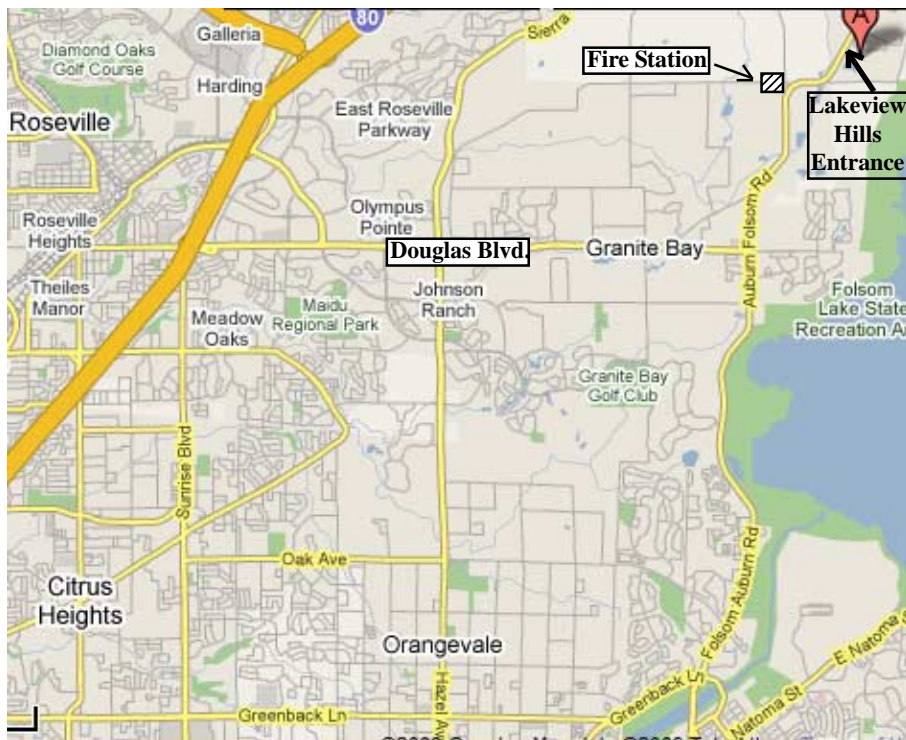 80
A
Galleria
Sierra
Diamond Oaks
Golf Course
Fire Station
Harding
Lakeview
Hills
Entrance
East Roseville
Parkway
Roseville
Auburn Folsom Rd
Olympus
Pointe
Roseville
Heights
Douglas Blvd.
Granite Bay
Theiles
Manor
Maidu
Regional Park
Johnson
Ranch
Folsom
Lake State
Recreation
Meadow
Oaks
Granite Bay
Golf Club
Sunrise Blvd
Oak Ave
Folsom Auburn Rd
Citrus
Heights
Orangevale
E Natoma
Hazel
Greenback Ln
Greenback Ln
Natoma St